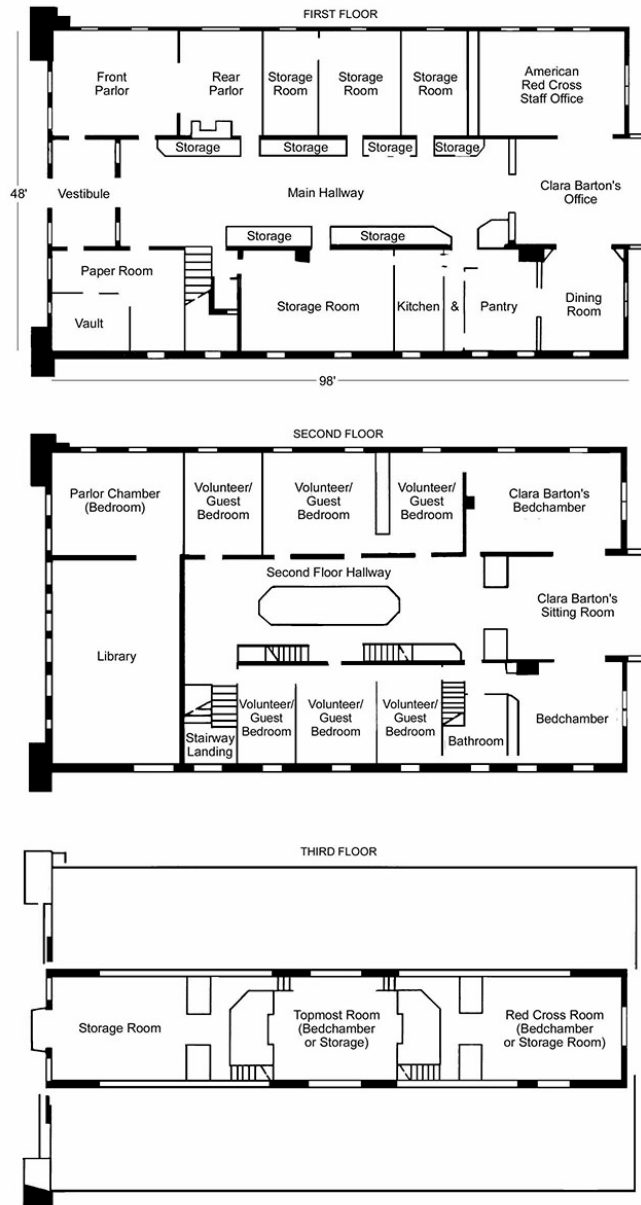 FIRST FLOOR
Front
Parlor
Rear
Parlor
Storage
Room
Storage
Room
Storage
Room
American
Red Cross
Staff Office
Storage
Storage
Storage
Storage
48'
Vestibule
Main Hallway
Clara Barton's
Office
Storage
Storage
Paper Room
Vault
Storage Room
Kitchen
&
Pantry
Dining
Room
98'
SECOND FLOOR
Parlor Chamber
(Bedroom)
Volunteer/
Guest
Bedroom
Volunteer/
Guest
Bedroom
Volunteer/
Guest
Bedroom
Clara Barton's
Bedchamber
Second Floor Hallway
Clara Barton's
Sitting Room
Library
Stairway
Landing
Volunteer/
Guest
Bedroom
Volunteer/
Guest
Bedroom
Volunteer/
Guest
Bedroom
Bathroom
Bedchamber
THIRD FLOOR
Storage Room
Topmost Room
(Bedchamber
or Storage)
Red Cross Room
(Bedchamber
or Storage Room)